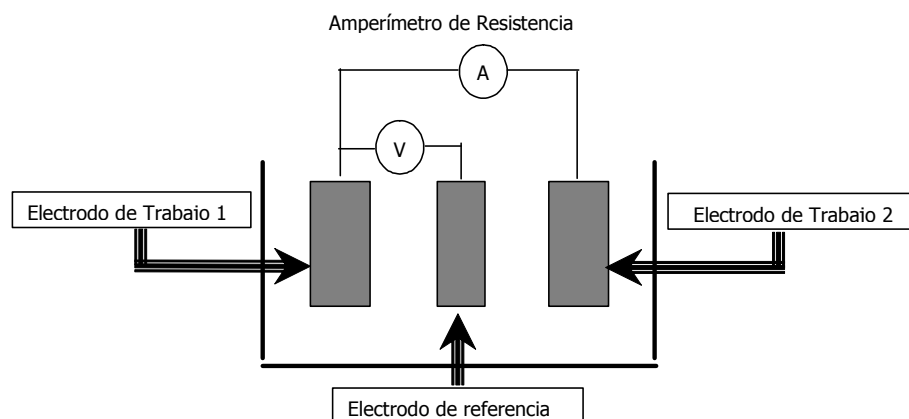 Amperímetro de Resistencia
A
V
Electrodo de Trabaio 1
Electrodo de Trabaio 2
Electrodo de referencia